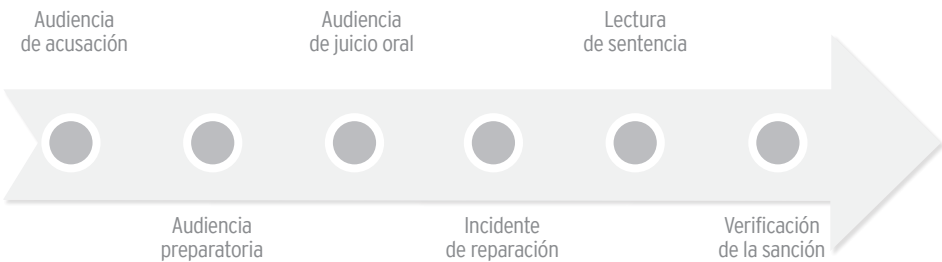 Audiencia
de acusación
Audiencia
de juicio oral
Lectura
de sentencia
Audiencia
preparatoria
Incidente
de reparación
Verificación
de la sanción